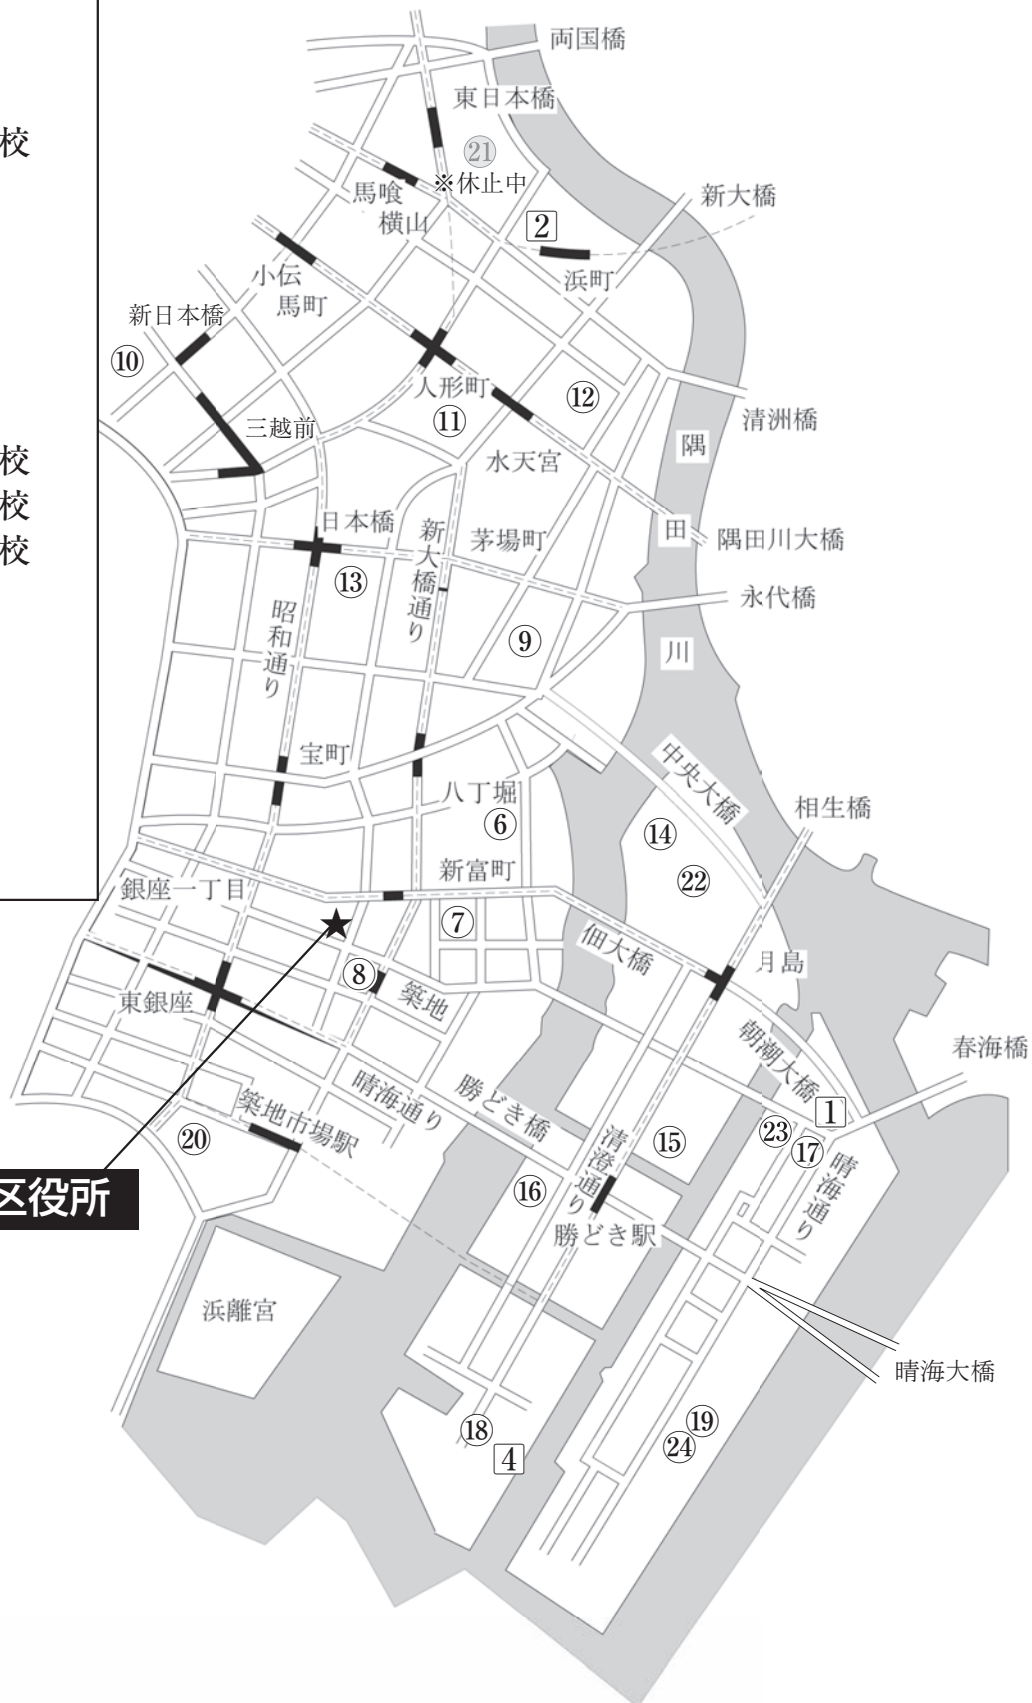 両国橋
東日本橋
校
㉑
※休止中
馬喰
横山
新大橋
2
浜町
小伝
馬町
新日本橋
⑩
人形町
⑫
⑪
三越前
清洲橋
隅
田
川
校
校
校
水天宮
日本橋
新大橋通り
茅場町
隅田川大橋
⑬
永代橋
昭和通り
⑨
宝町
中央大橋
八丁堀
⑥
相生橋
⑭
新富町
㉒
銀座一丁目
⑦
佃大橋
月島
⑧
築地
東銀座
朝潮大橋
春海橋
晴海通り
勝どき橋
築地市場駅
1
⑳
㉓
⑰
⑮
清澄通り
晴海通り
⑯
区役所
勝どき駅
浜離宮
晴海大橋
⑱
⑲
㉔
4